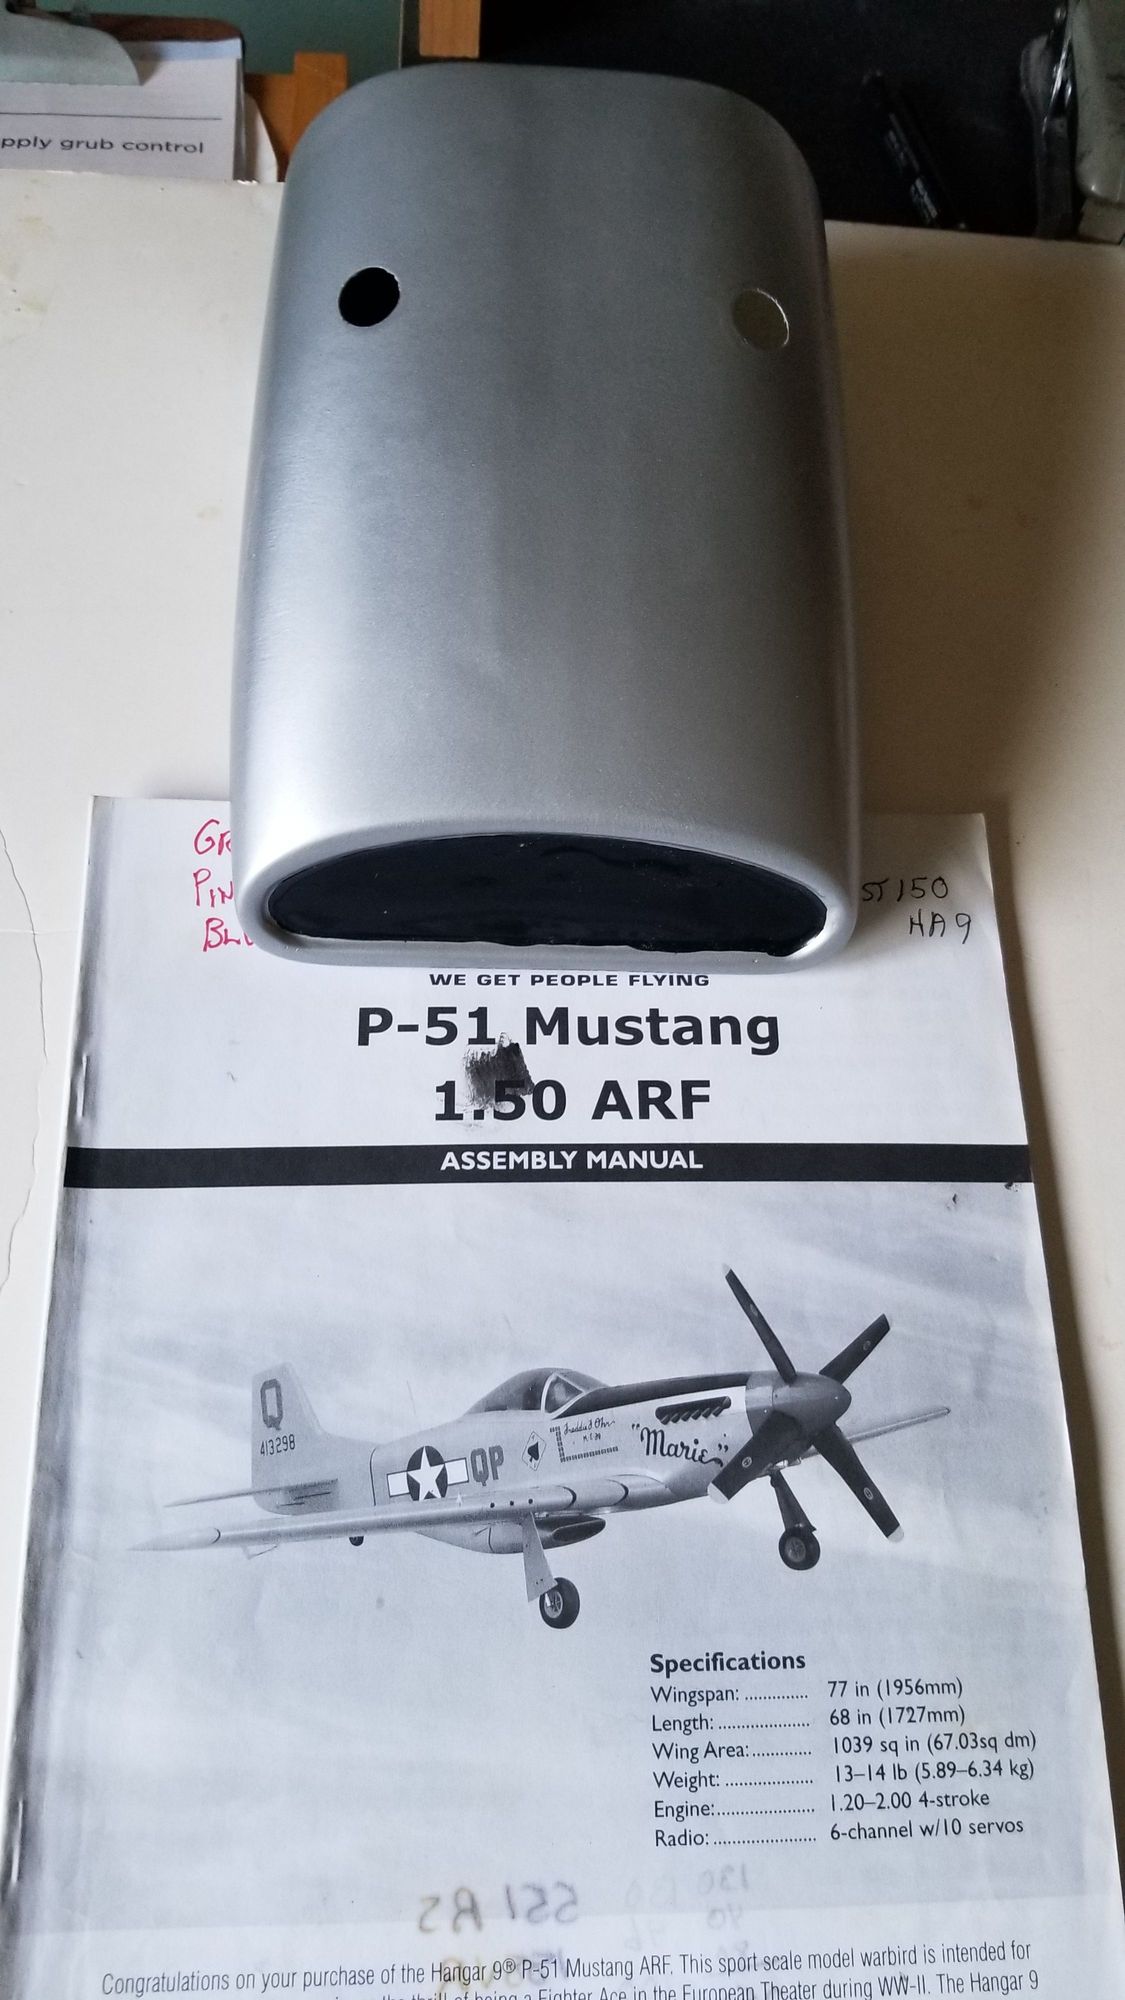 pply grub control
GR
PIN
BLU
ST150
HA9
WE GET PEOPLE FLYING
P-51 Mustang
1.50 ARF
ASSEMBLY MANUAL
Q
413298
QP
"Marie"
Specifications
Wingspan: .............. 77 in (1956mm)
Length: .................... 68 in (1727mm)
Wing Area: ............. 1039 sq in (67.03sq dm)
Weight: ................... 13–14 lb (5.89–6.34 kg)
Engine: ...................... 1.20–2.00 4-stroke
Radio: ....................... 6-channel w/10 servos
Congratulations on your purchase of the Hangar 9® P-51 Mustang ARF. This sport scale model warbird is intended for
the thrill of being a Fighter Ace in the European Theater during WW-II. The Hangar 9